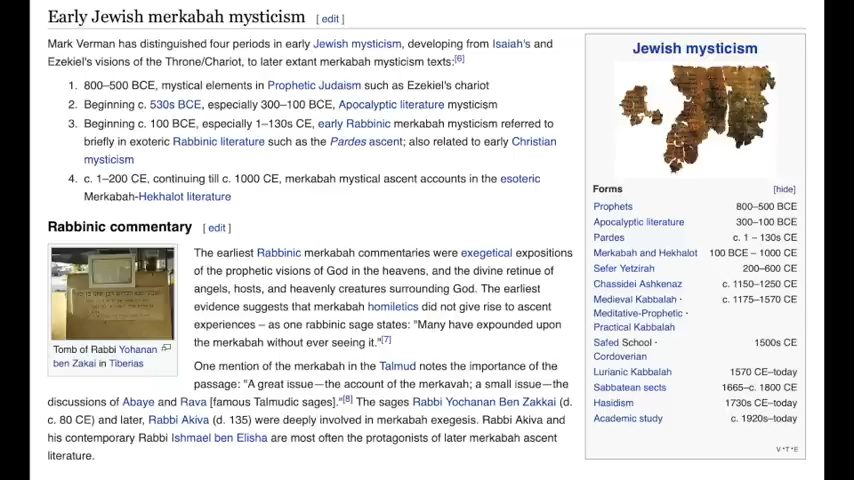 Early Jewish merkabah mysticism [ edit ]
Mark Verman has distinguished four periods in early Jewish mysticism, developing from Isaiah's and
Ezekiel's visions of the Throne/Chariot, to later extant merkabah mysticism texts:[6]
1. 800–500 BCE, mystical elements in Prophetic Judaism such as Ezekiel's chariot
2. Beginning c. 530s BCE, especially 300–100 BCE, Apocalyptic literature mysticism
3. Beginning c. 100 BCE, especially 1–130s CE, early Rabbinic merkabah mysticism referred to
briefly in exoteric Rabbinic literature such as the Pardes ascent; also related to early Christian
mysticism
4. c. 1–200 CE, continuing till c. 1000 CE, merkabah mystical ascent accounts in the esoteric
Merkabah-Hekhalot literature
Rabbinic commentary [ edit ]
Tomb of Rabbi Yohanan
ben Zakai in Tiberias
The earliest Rabbinic merkabah commentaries were exegetical expositions
of the prophetic visions of God in the heavens, and the divine retinue of
angels, hosts, and heavenly creatures surrounding God. The earliest
evidence suggests that merkabah homiletics did not give rise to ascent
experiences – as one rabbinic sage states: "Many have expounded upon
the merkabah without ever seeing it."[7]
One mention of the merkabah in the Talmud notes the importance of the
passage: "A great issue—the account of the merkavah; a small issue—the
discussions of Abaye and Rava [famous Talmudic sages]."[8] The sages Rabbi Yochanan Ben Zakkai (d.
c. 80 CE) and later, Rabbi Akiva (d. 135) were deeply involved in merkabah exegesis. Rabbi Akiva and
his contemporary Rabbi Ishmael ben Elisha are most often the protagonists of later merkabah ascent
literature.
Jewish mysticism
Forms [hide]
Prophets 800–500 BCE
Apocalyptic literature 300–100 BCE
Pardes c. 1 – 130s CE
Merkabah and Hekhalot 100 BCE – 1000 CE
Sefer Yetzirah 200–600 CE
Chassidei Ashkenaz c. 1150–1250 CE
Medieval Kabbalah · c. 1175–1570 CE
Meditative-Prophetic ·
Practical Kabbalah
Safed School · 1500s CE
Cordoverian
Lurianic Kabbalah 1570 CE–today
Sabbatean sects 1665–c. 1800 CE
Hasidism 1730s CE–today
Academic study c. 1920s–today
V · T · E